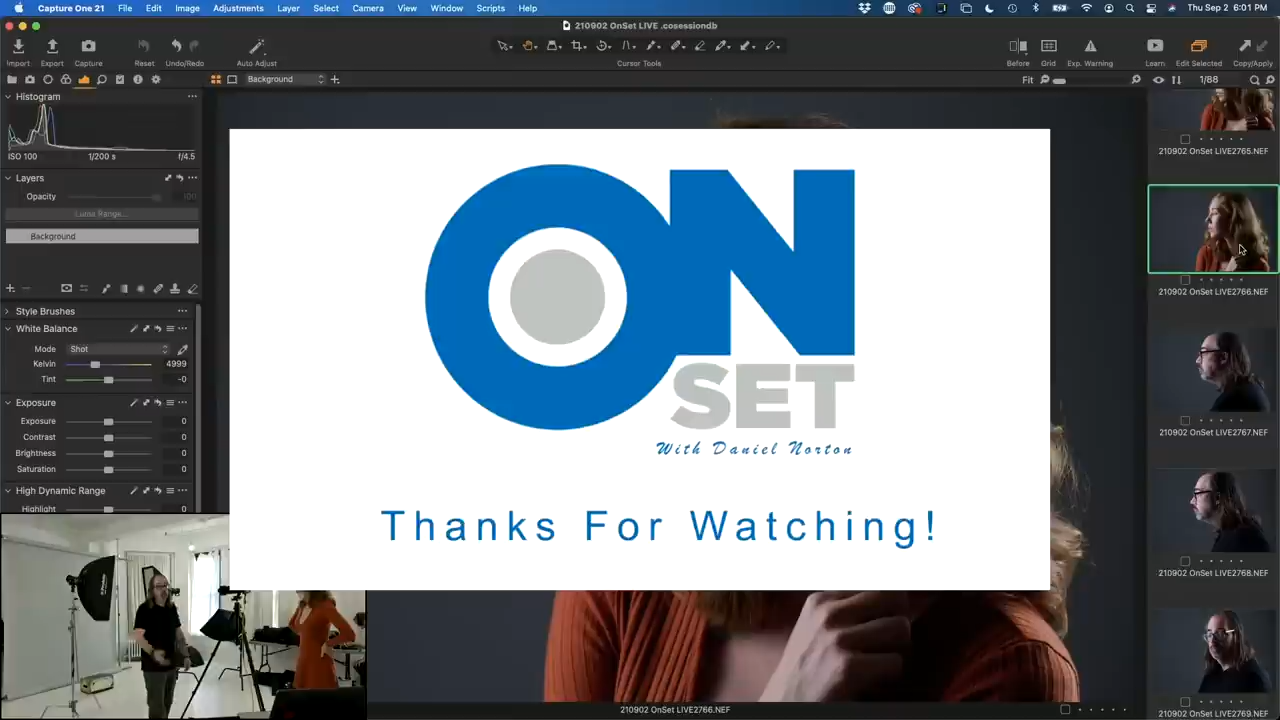 Capture One 21 File Edit Image Adjustments Layer Select Camera View Window Scripts Help Thu Sep 2 6:01 PM
210902 OnSet LIVE .cosessiondb
Import Export Capture Reset Undo/Redo Auto Adjust Cursor Tools Before Grid Exp. Warning Learn Edit Selected Copy/Apply
Background Fit 1/88
Histogram
ISO 100 1/200 s f/4.5
Layers
Opacity 100
Luma Range...
Background
Style Brushes
White Balance
Mode Shot
Kelvin 4999
Tint -0
Exposure
Exposure 0
Contrast 0
Brightness 0
Saturation 0
High Dynamic Range
Highlight 0
ON
SET
With Daniel Norton
Thanks For Watching!
210902 OnSet LIVE2765.NEF
210902 OnSet LIVE2766.NEF
210902 OnSet LIVE2767.NEF
210902 OnSet LIVE2768.NEF
210902 OnSet LIVE2769.NEF
210902 OnSet LIVE2766.NEF